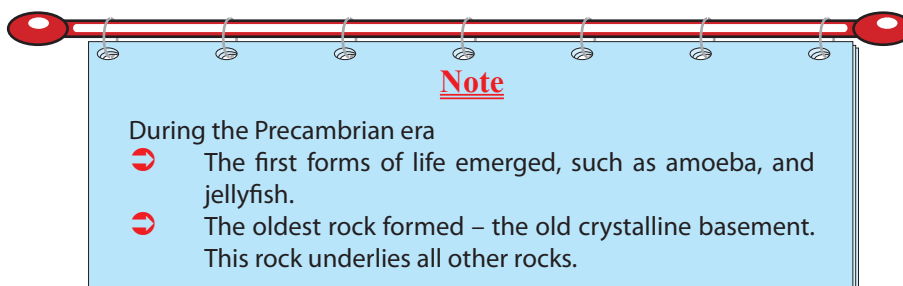 Note
During the Precambrian era
The first forms of life emerged, such as amoeba, and
jellyfish.
The oldest rock formed – the old crystalline basement.
This rock underlies all other rocks.